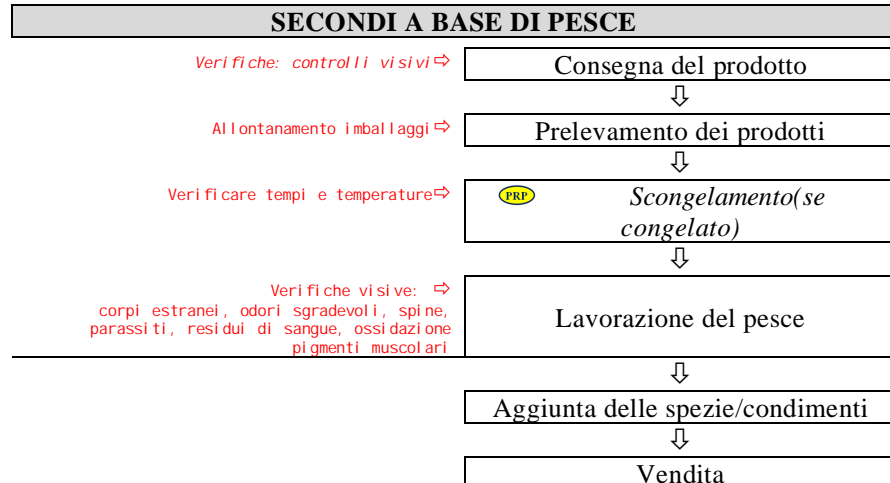 SECONDI A BASE DI PESCE
Verifiche: controlli visivi⇨
Consegna del prodotto
⇩
Allontanamento imballaggi⇨
Prelevamento dei prodotti
⇩
Verificare tempi e temperature⇨
PRP Scongelamento(se
congelato)
⇩
Verifiche visive: ⇨
corpi estranei, odori sgradevoli, spine,
parassiti, residui di sangue, ossidazione
pigmenti muscolari
Lavorazione del pesce
⇩
Aggiunta delle spezie/condimenti
⇩
Vendita